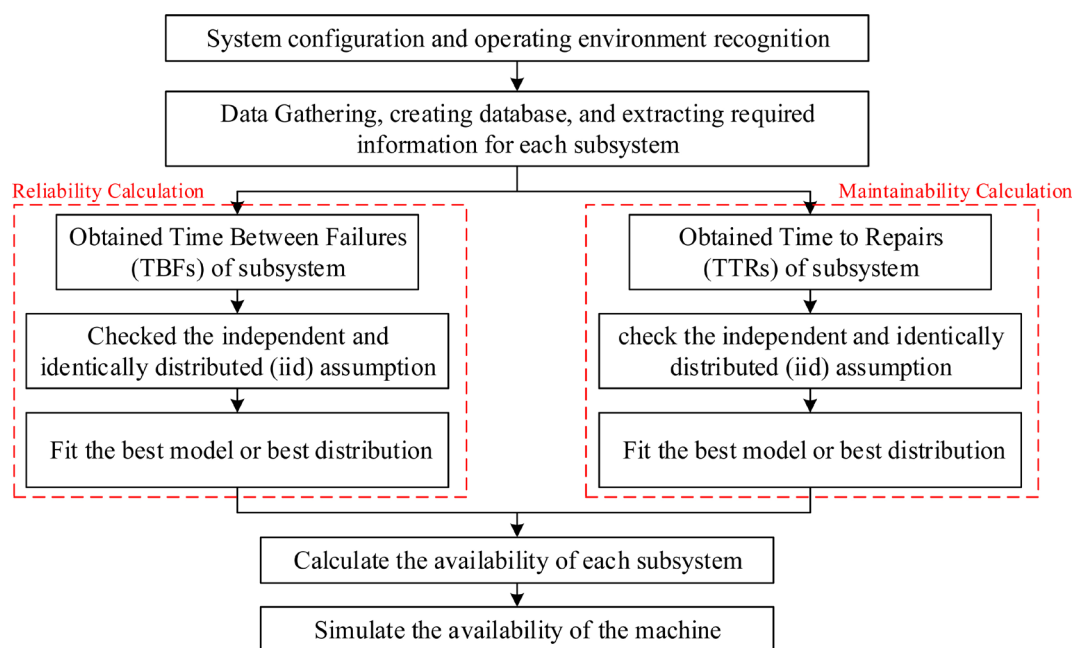 System configuration and operating environment recognition
Data Gathering, creating database, and extracting required
information for each subsystem
Reliability Calculation
Obtained Time Between Failures
(TBFs) of subsystem
Checked the independent and
identically distributed (iid) assumption
Fit the best model or best distribution
Maintainability Calculation
Obtained Time to Repairs
(TTRs) of subsystem
check the independent and identically
distributed (iid) assumption
Fit the best model or best distribution
Calculate the availability of each subsystem
Simulate the availability of the machine